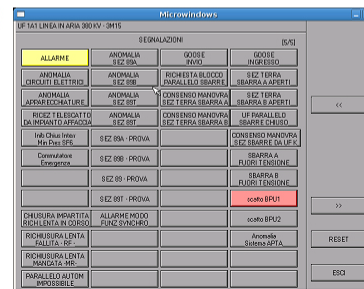 Microwindows
UF 1A1 LINEA IN ARIA 380 KV - 3M15
SEGNALAZIONI [5/5]
ALLARME
ANOMALIA
SEZ 89A
GOOSE
INVIO
GOOSE
INGRESSO
ANOMALIA
CIRCUITI ELETTRICI
ANOMALIA
SEZ 89B
RICHIESTA BLOCCO
PARALLELO SBARRE
SEZ TERRA
SBARRA A APERTI
ANOMALIA
APPARECCHIATURE
ANOMALIA
SEZ 89T
CONSENSO MANOVRA
SEZ TERRA SBARRA A
SEZ TERRA
SBARRA A APERTI
<<
RICEZ TELESCATTO
DA IMPIANTO AFFACCIA
ANOMALIA
SEZ 89T
CONSENSO MANOVRA
SEZ TERRA SBARRA B
UF PARALLELO
SBARRE CHIUSO
Inib Chius Inter
Min Pres SF6
SEZ 89A - PROVA
CONSENSO MANOVRA
SEZ SBARRE DA UF K
Commutatore
Emergenza
SEZ 89B - PROVA
SBARRA A
FUORI TENSIONE
SEZ 89 - PROVA
SBARRA B
FUORI TENSIONE
SEZ 89T - PROVA
scatto BPU1
>>
CHIUSURA IMPARTITA
RICH LENTA IN CORSO
ALLARME MODO
FUNZ SYNCHRO
scatto BPU2
RICHIUSURA LENTA
FALLITA - RF -
Anomalia
Sistema APTA
RESET
RICHIUSURA LENTA
MANCATA -MR-
PARALLELO AUTOM
IMPOSSIBILE
ESCI